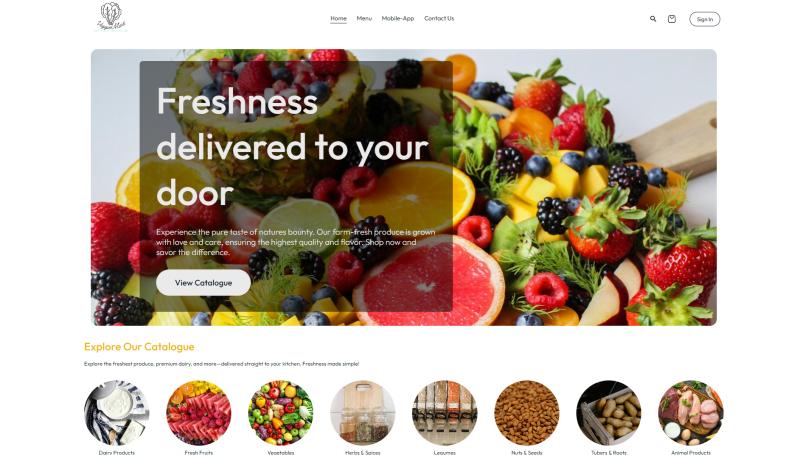 Home Menu Mobile-App Contact Us Sign In
Freshness
delivered to your
door
Experience the pure taste of natures bounty. Our farm-fresh produce is grown
with love and care, ensuring the highest quality and flavor. Shop now and
savor the difference.
View Catalogue
Explore Our Catalogue
Explore the freshest produce, premium dairy, and more—delivered straight to your kitchen. Freshness made simple!
Dairy Products Fresh Fruits Vegetables Herbs & Spices Legumes Nuts & Seeds Tubers & Roots Animal Products